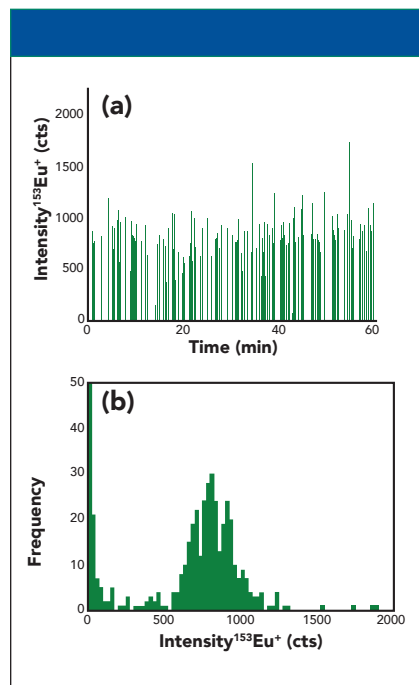 (a)
Intensity¹⁵³Eu⁺ (cts)
2000
1500
1000
500
0
0 20 40 60
Time (min)
(b)
Frequency
50
40
30
20
10
0
0 500 1000 1500 2000
Intensity¹⁵³Eu⁺ (cts)